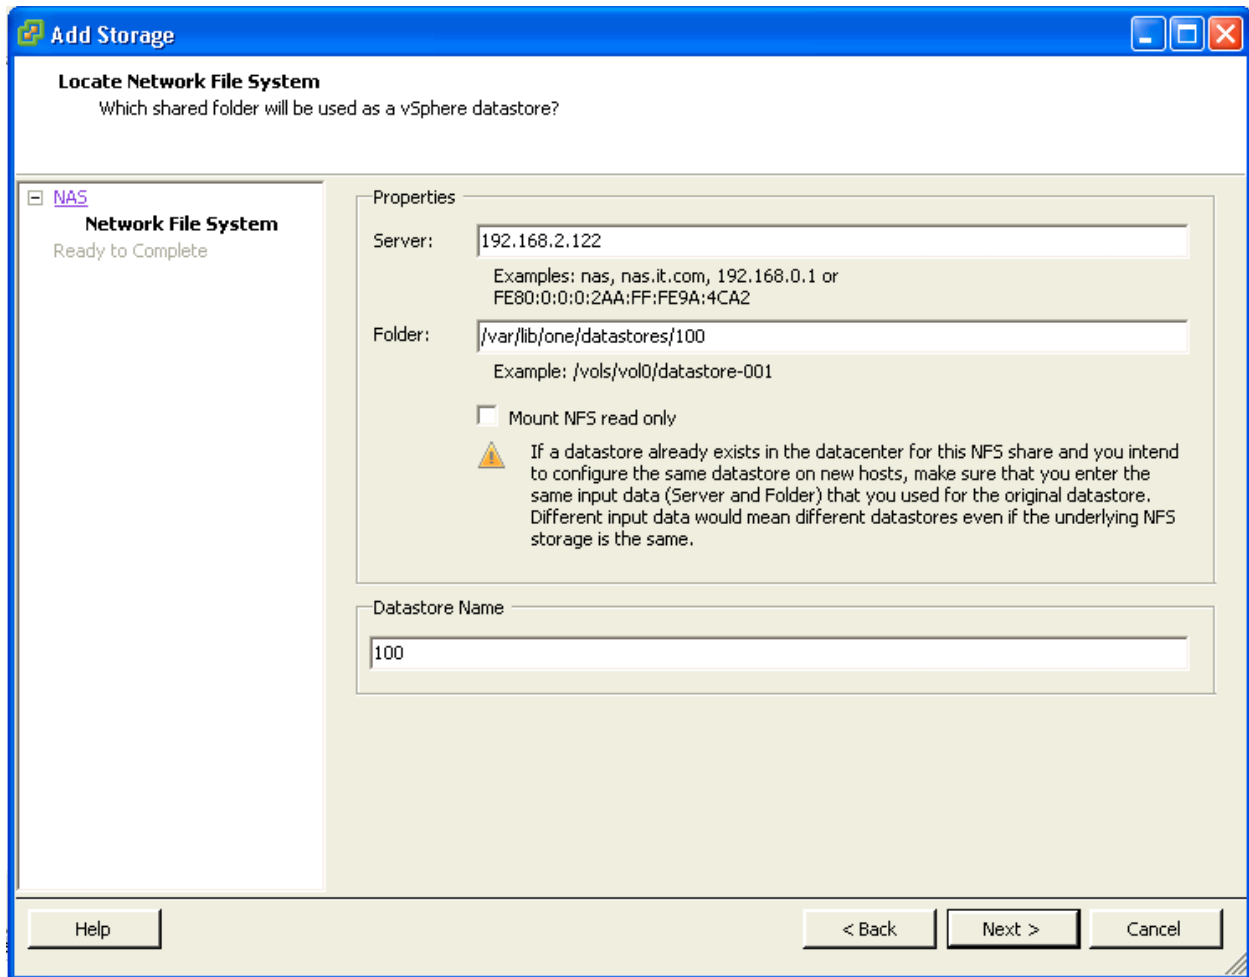 Add Storage
Locate Network File System
Which shared folder will be used as a vSphere datastore?
NAS
Network File System
Ready to Complete
Properties
Server:
192.168.2.122
Examples: nas, nas.it.com, 192.168.0.1 or
FE80:0:0:0:2AA:FF:FE9A:4CA2
Folder:
/var/lib/one/datastores/100
Example: /vols/vol0/datastore-001
Mount NFS read only
If a datastore already exists in the datacenter for this NFS share and you intend
to configure the same datastore on new hosts, make sure that you enter the
same input data (Server and Folder) that you used for the original datastore.
Different input data would mean different datastores even if the underlying NFS
storage is the same.
Datastore Name
100
Help
< Back
Next >
Cancel